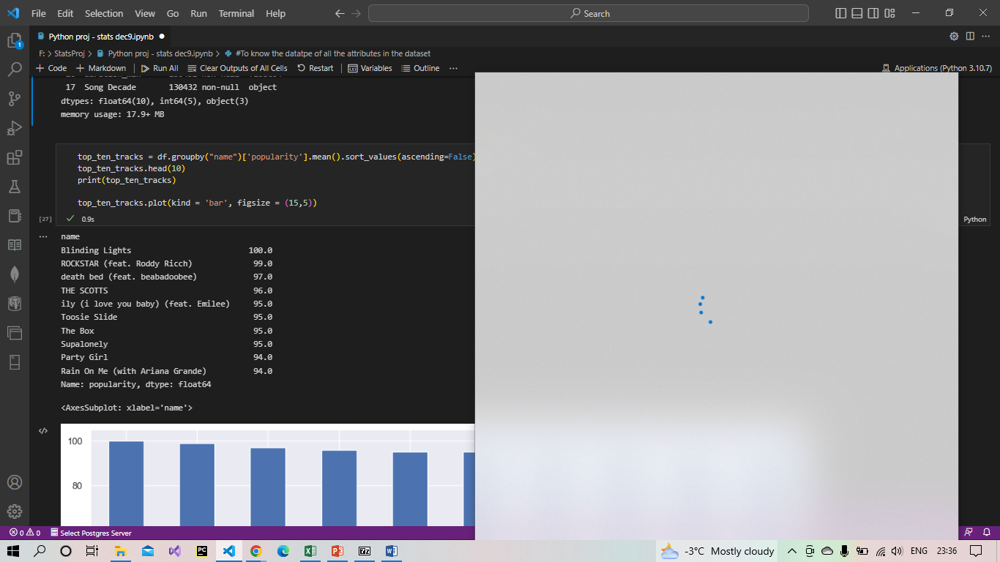 File Edit Selection View Go Run Terminal Help
Search
1
Python proj - stats dec9.ipynb
F: > StatsProj > Python proj - stats dec9.ipynb > #To know the datatpe of all the attributes in the dataset
+ Code + Markdown Run All Clear Outputs of All Cells Restart Variables Outline ...
Applications (Python 3.10.7)
17 Song Decade 130432 non-null object
dtypes: float64(10), int64(5), object(3)
memory usage: 17.9+ MB
top_ten_tracks = df.groupby("name")['popularity'].mean().sort_values(ascending=False)
top_ten_tracks.head(10)
print(top_ten_tracks)
top_ten_tracks.plot(kind = 'bar', figsize = (15,5))
[27] 0.9s
Python
name
Blinding Lights 100.0
ROCKSTAR (feat. Roddy Ricch) 99.0
death bed (feat. beabadoobee) 97.0
THE SCOTTS 96.0
ily (i love you baby) (feat. Emilee) 95.0
Toosie Slide 95.0
The Box 95.0
Supalonely 95.0
Party Girl 94.0
Rain On Me (with Ariana Grande) 94.0
Name: popularity, dtype: float64
<AxesSubplot: xlabel='name'>
100
80
0 0 Select Postgres Server
PC
-3°C Mostly cloudy
ENG 23:36